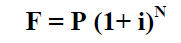 F = P (1+ i)ᴺ